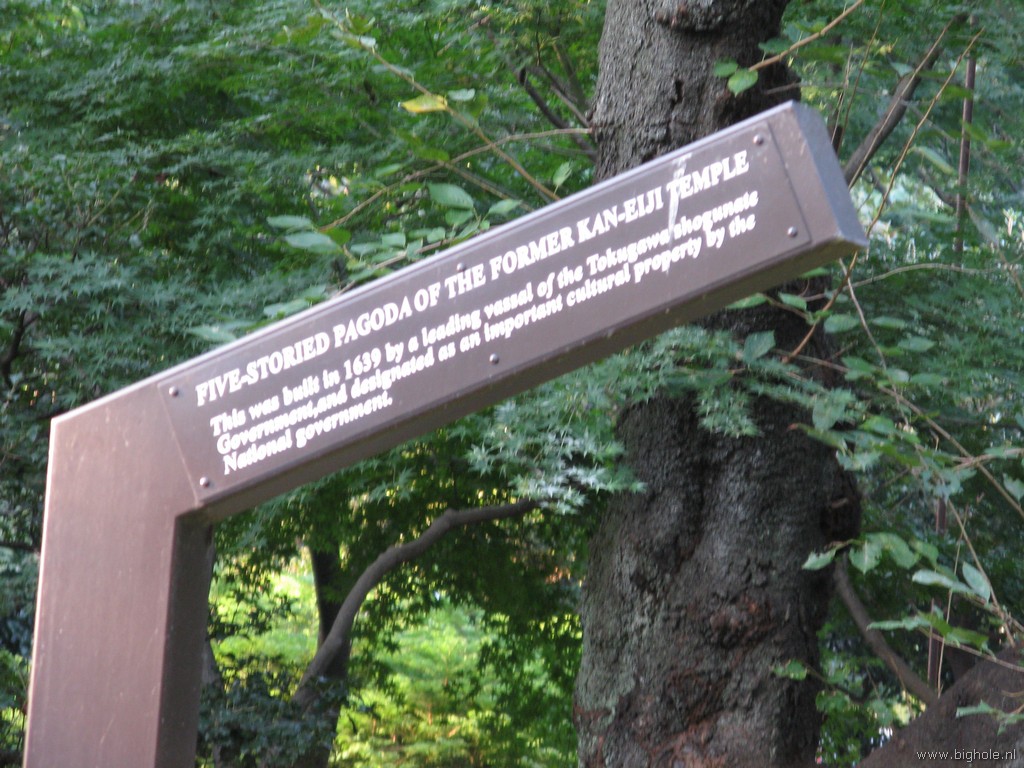 FIVE-STORIED PAGODA OF THE FORMER KAN-EIJI TEMPLE
This was built in 1639 by a leading vassal of the Tokugawa shogunate
Government,and designated as an important cultural property by the
National government.
www.bighole.nl